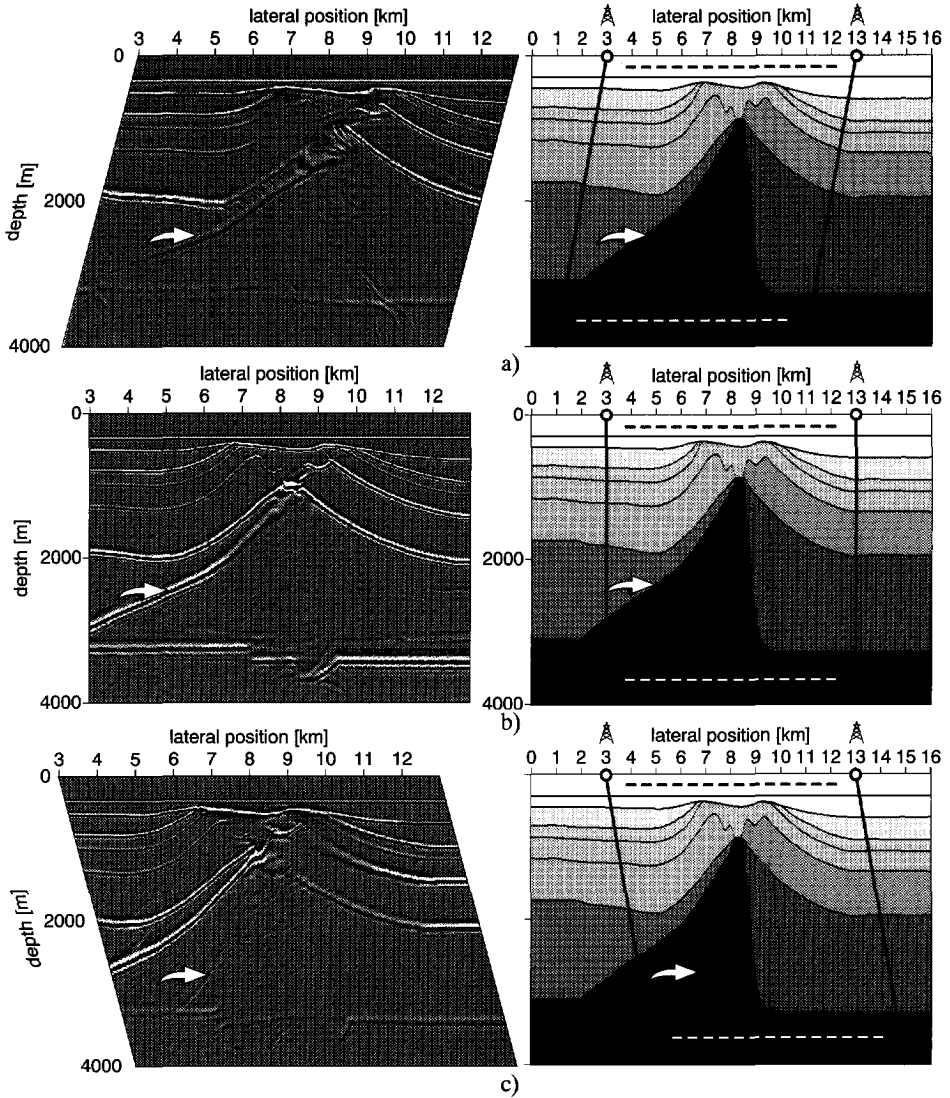 lateral position [km]
3 4 5 6 7 8 9 10 11 12
0
2000
4000
depth [m]
lateral position [km]
0 1 2 3 4 5 6 7 8 9 10 11 12 13 14 15 16
a)
lateral position [km]
3 4 5 6 7 8 9 10 11 12
0
2000
4000
depth [m]
lateral position [km]
0 1 2 3 4 5 6 7 8 9 10 11 12 13 14 15 16
0
2000
4000
b)
lateral position [km]
3 4 5 6 7 8 9 10 11 12
0
2000
4000
depth [m]
lateral position [km]
0 1 2 3 4 5 6 7 8 9 10 11 12 13 14 15 16
c)